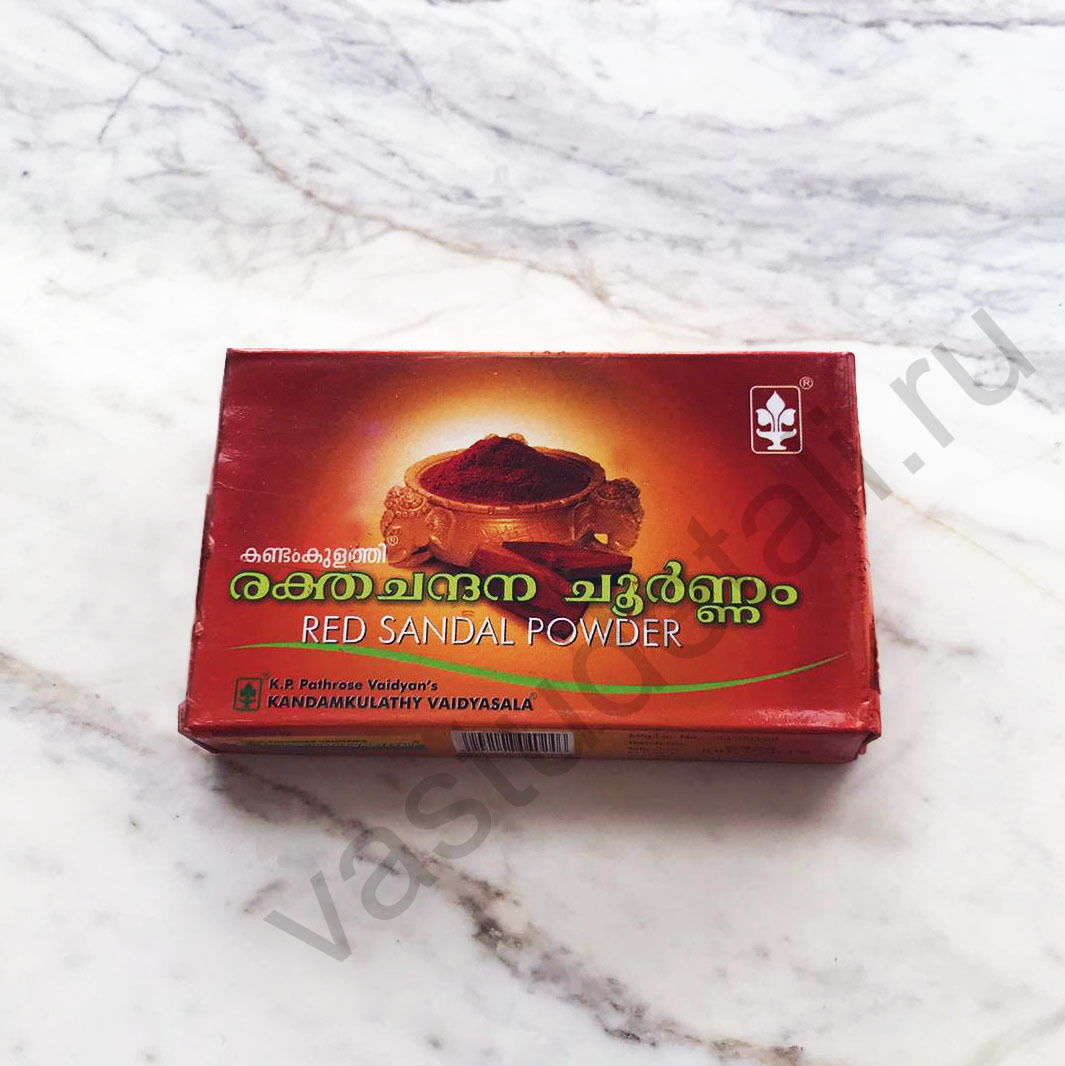 ®
കണ്ടംകുളത്തി®
രക്തചന്ദന ചൂർണ്ണം
RED SANDAL POWDER
K.P. Pathrose Vaidyan's
KANDAMKULATHY VAIDYASALA®
vastudetali.ru